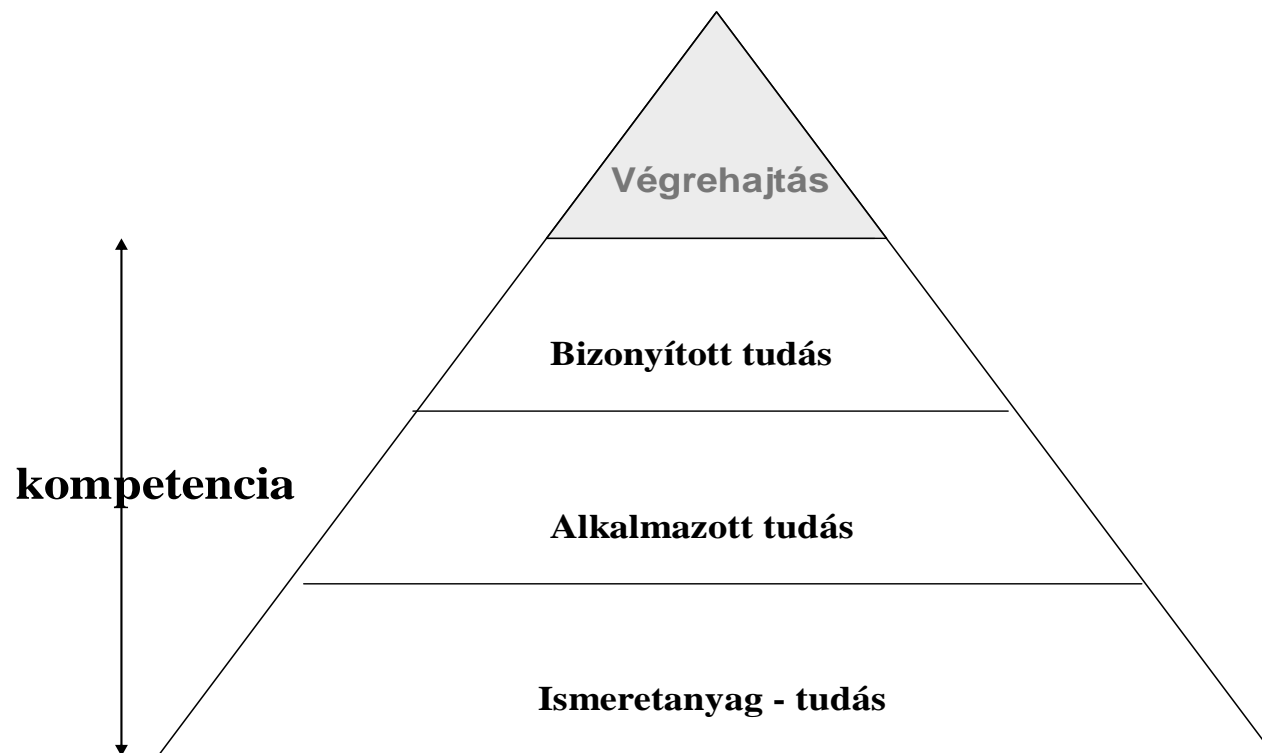 Végrehajtás
Bizonyított tudás
kompetencia
Alkalmazott tudás
Ismeretanyag - tudás